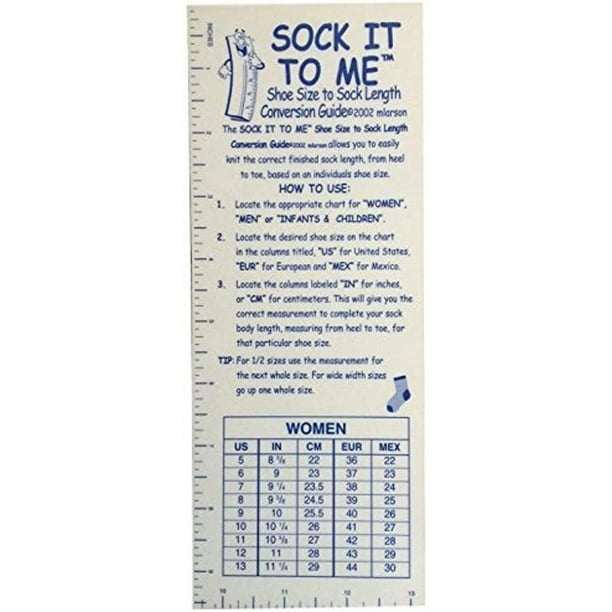 INCHES
SOCK IT
TO ME™
Shoe Size to Sock Length
Conversion Guide©2002 mlarson
The SOCK IT TO ME™ Shoe Size to Sock Length
Conversion Guide©2002 mlarson allows you to easily
knit the correct finished sock length, from heel
to toe, based on an individuals shoe size.
HOW TO USE:
1. Locate the appropriate chart for "WOMEN",
"MEN" or "INFANTS & CHILDREN".
2. Locate the desired shoe size on the chart
in the columns titled, "US" for United States,
"EUR" for European and "MEX" for Mexico.
3. Locate the columns labeled "IN" for inches,
or "CM" for centimeters. This will give you the
correct measurement to complete your sock
body length, measuring from heel to toe, for
that particular shoe size.
TIP: For 1/2 sizes use the measurement for
the next whole size. For wide width sizes
go up one whole size.
WOMEN
US IN CM EUR MEX
5 8 5/8 22 36 22
6 9 23 37 23
7 9 1/4 23.5 38 24
8 9 5/8 24.5 39 25
9 10 25.5 40 26
10 10 1/4 26 41 27
11 10 5/8 27 42 28
12 11 28 43 29
13 11 1/4 29 44 30
10 11 12 13